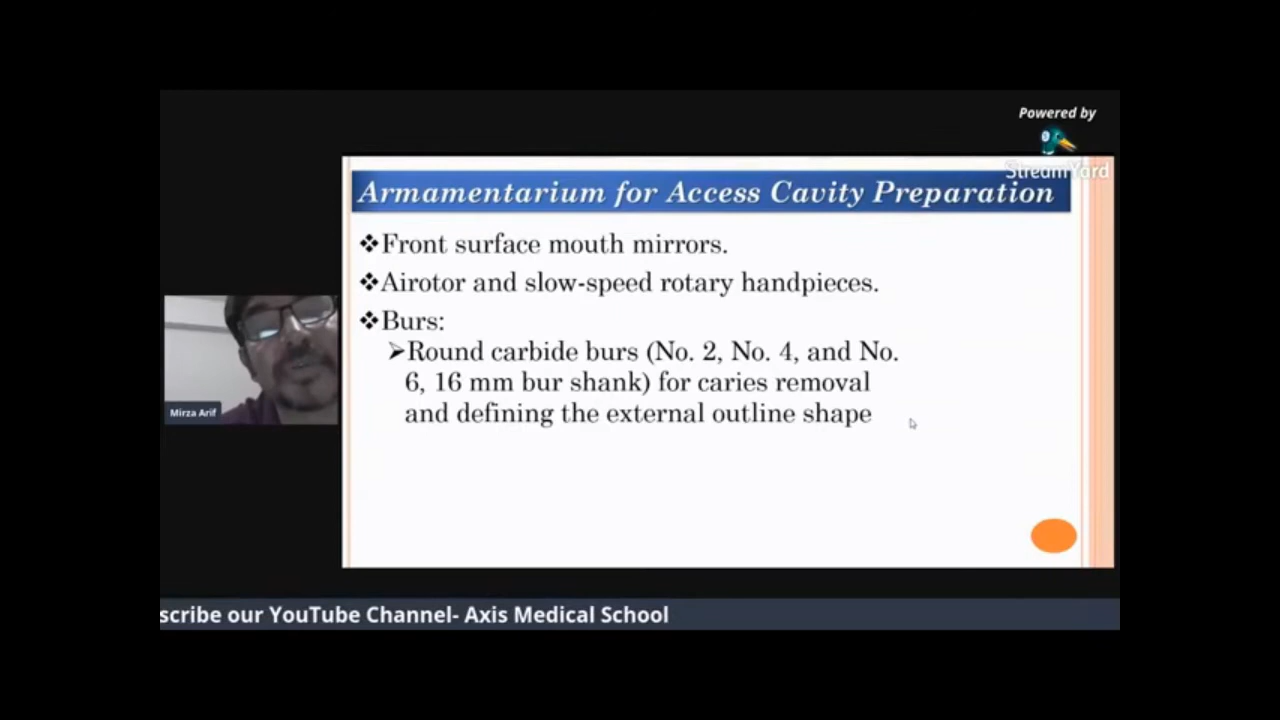 Powered by
StreamYard
Armamentarium for Access Cavity Preparation
❖Front surface mouth mirrors.
❖Airotor and slow-speed rotary handpieces.
❖Burs:
➢Round carbide burs (No. 2, No. 4, and No.
6, 16 mm bur shank) for caries removal
and defining the external outline shape
Mirza Arif
scribe our YouTube Channel- Axis Medical School